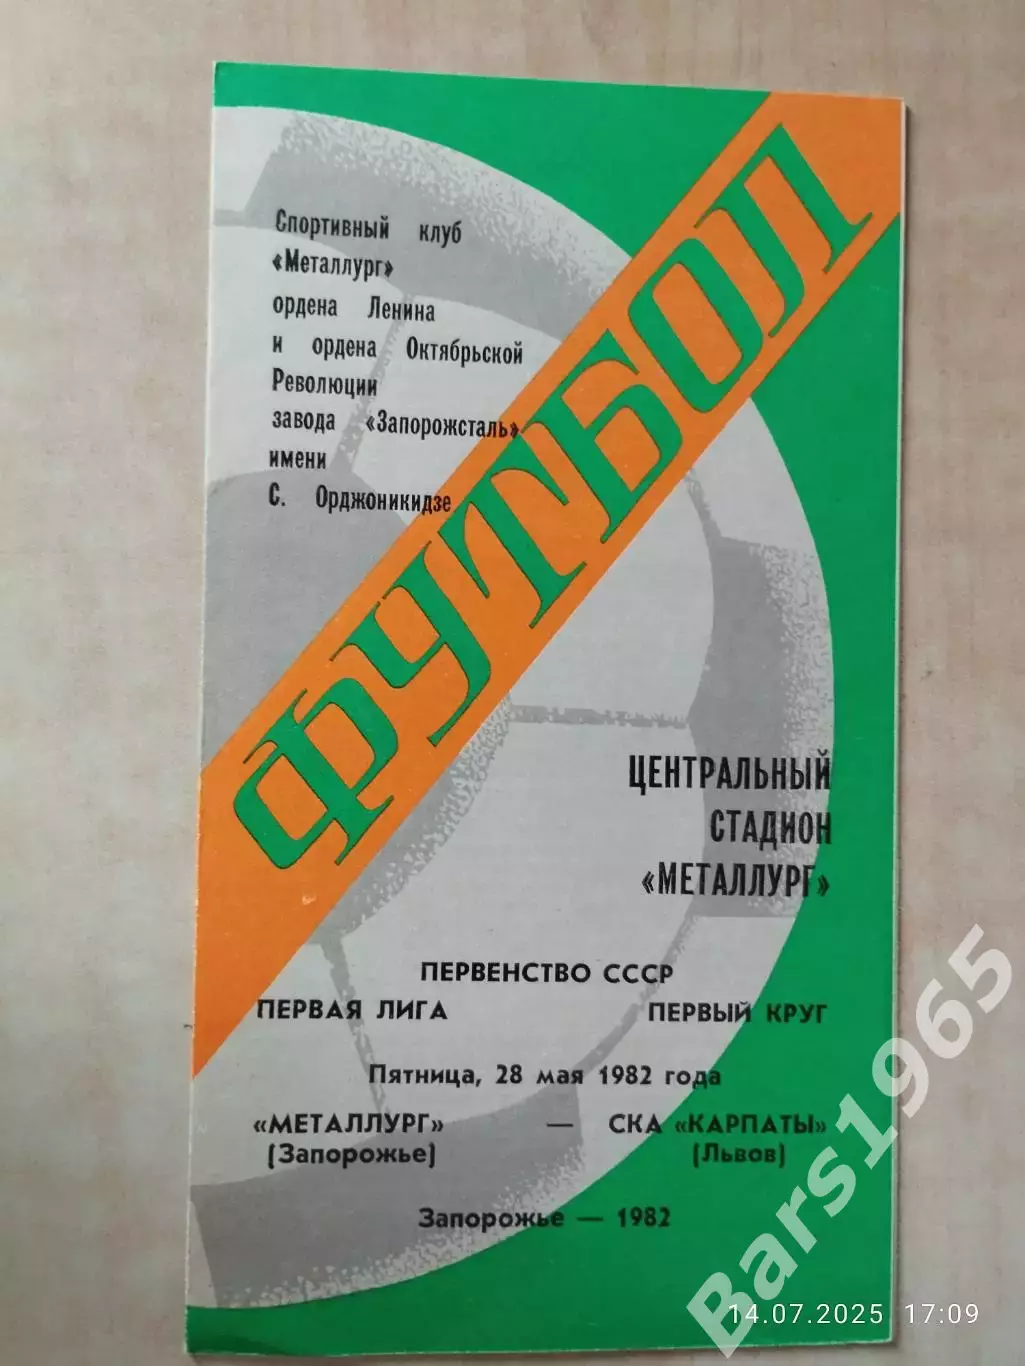 Спортивный клуб
«Металлург»
ордена Ленина
и ордена Октябрьской
Революции
завода «Запорожсталь»
имени
С. Орджоникидзе
ФУТБОЛ
ЦЕНТРАЛЬНЫЙ
СТАДИОН
«МЕТАЛЛУРГ»
ПЕРВЕНСТВО СССР
ПЕРВАЯ ЛИГА ПЕРВЫЙ КРУГ
Пятница, 28 мая 1982 года
«МЕТАЛЛУРГ» — СКА «КАРПАТЫ»
(Запорожье) (Львов)
Запорожье — 1982
Bars1965
14.07.2025 17:09